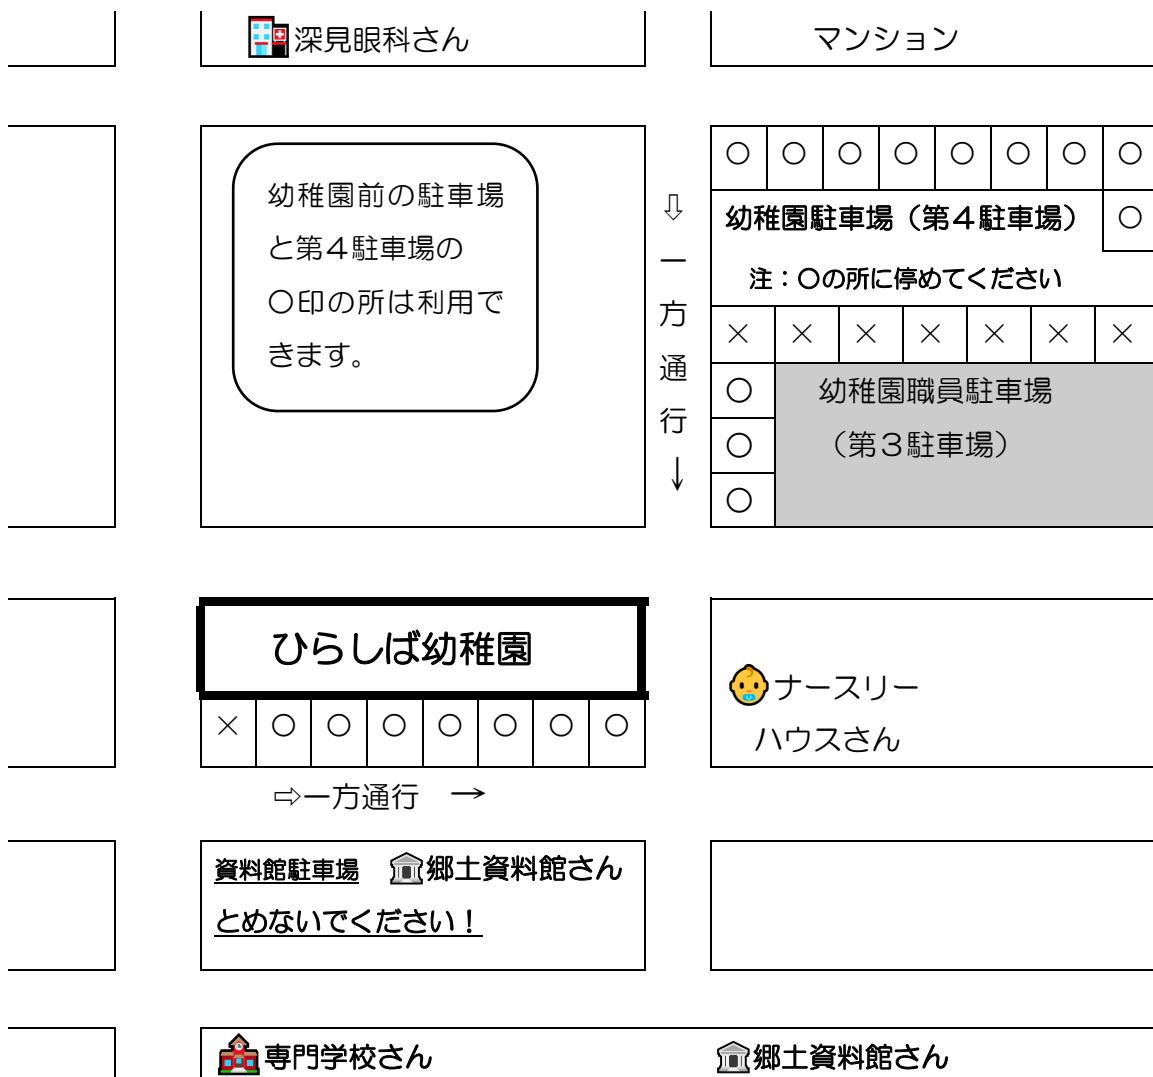 深見眼科さん
マンション
幼稚園前の駐車場
と第４駐車場の
〇印の所は利用で
きます。
⇩一方通行→
〇 〇 〇 〇 〇 〇 〇 〇
幼稚園駐車場（第４駐車場） 〇
注：〇の所に停めてください
× × × × × × ×
〇
〇
〇
幼稚園職員駐車場
（第３駐車場）
ひらしば幼稚園
× 〇 〇 〇 〇 〇 〇 〇
⇨一方通行 →
ナースリー
ハウスさん
資料館駐車場 郷土資料館さん
とめないでください！
専門学校さん
郷土資料館さん